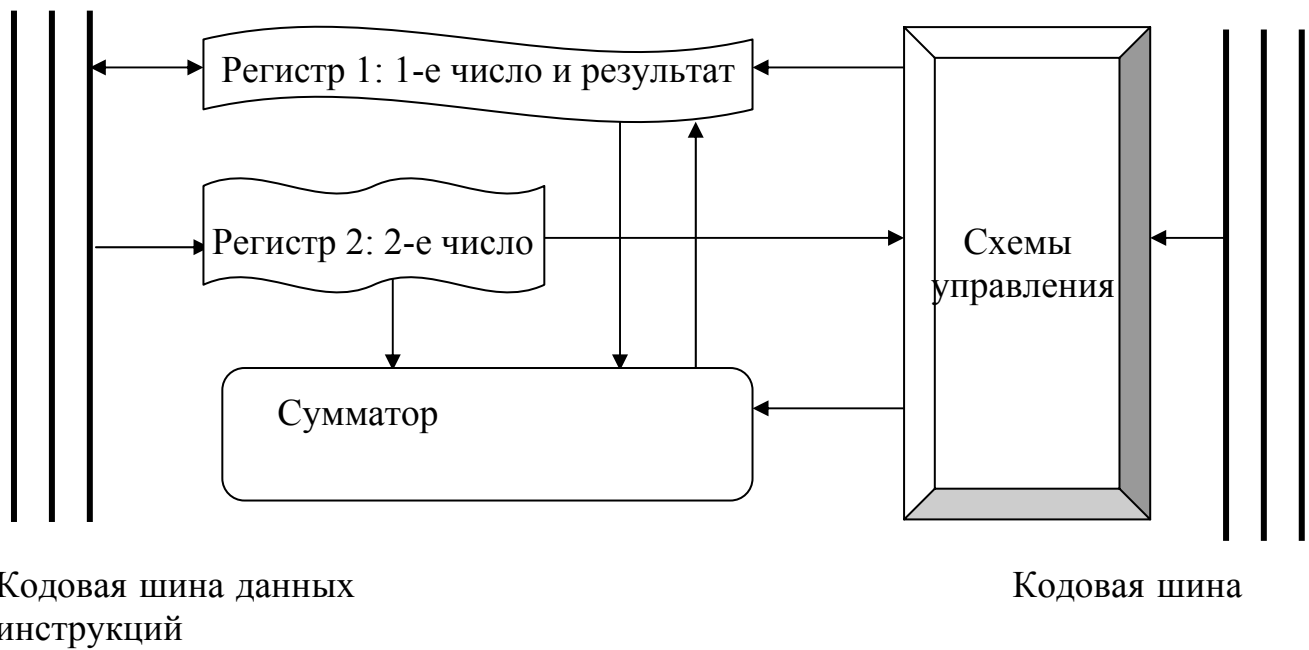 Регистр 1: 1-е число и результат
Регистр 2: 2-е число
Схемы
управления
Сумматор
Кодовая шина данных
Кодовая шина
инструкций